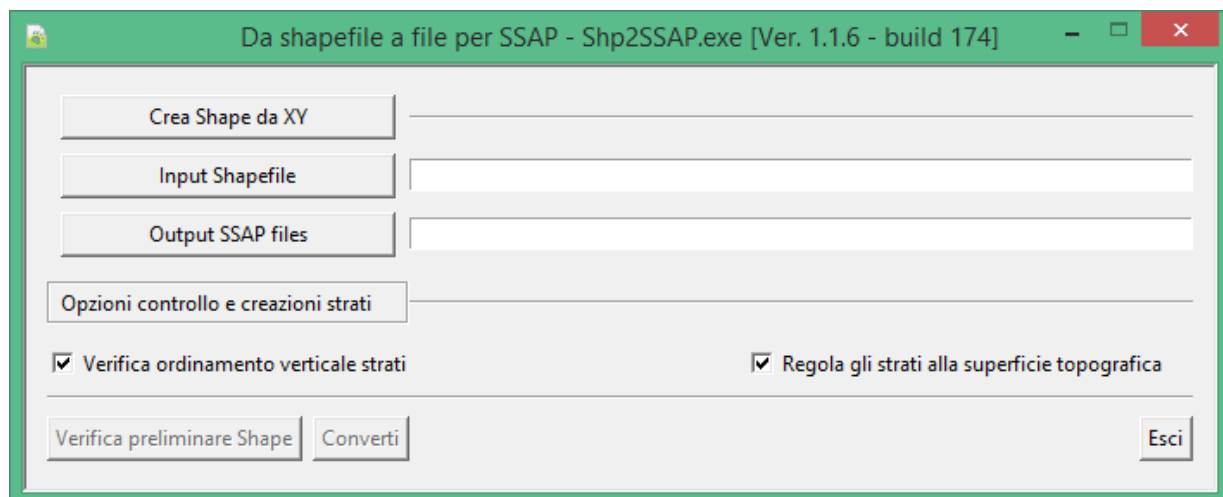 Da shapefile a file per SSAP - Shp2SSAP.exe [Ver. 1.1.6 - build 174]
Crea Shape da XY
Input Shapefile
Output SSAP files
Opzioni controllo e creazioni strati
Verifica ordinamento verticale strati
Regola gli strati alla superficie topografica
Verifica preliminare Shape
Converti
Esci